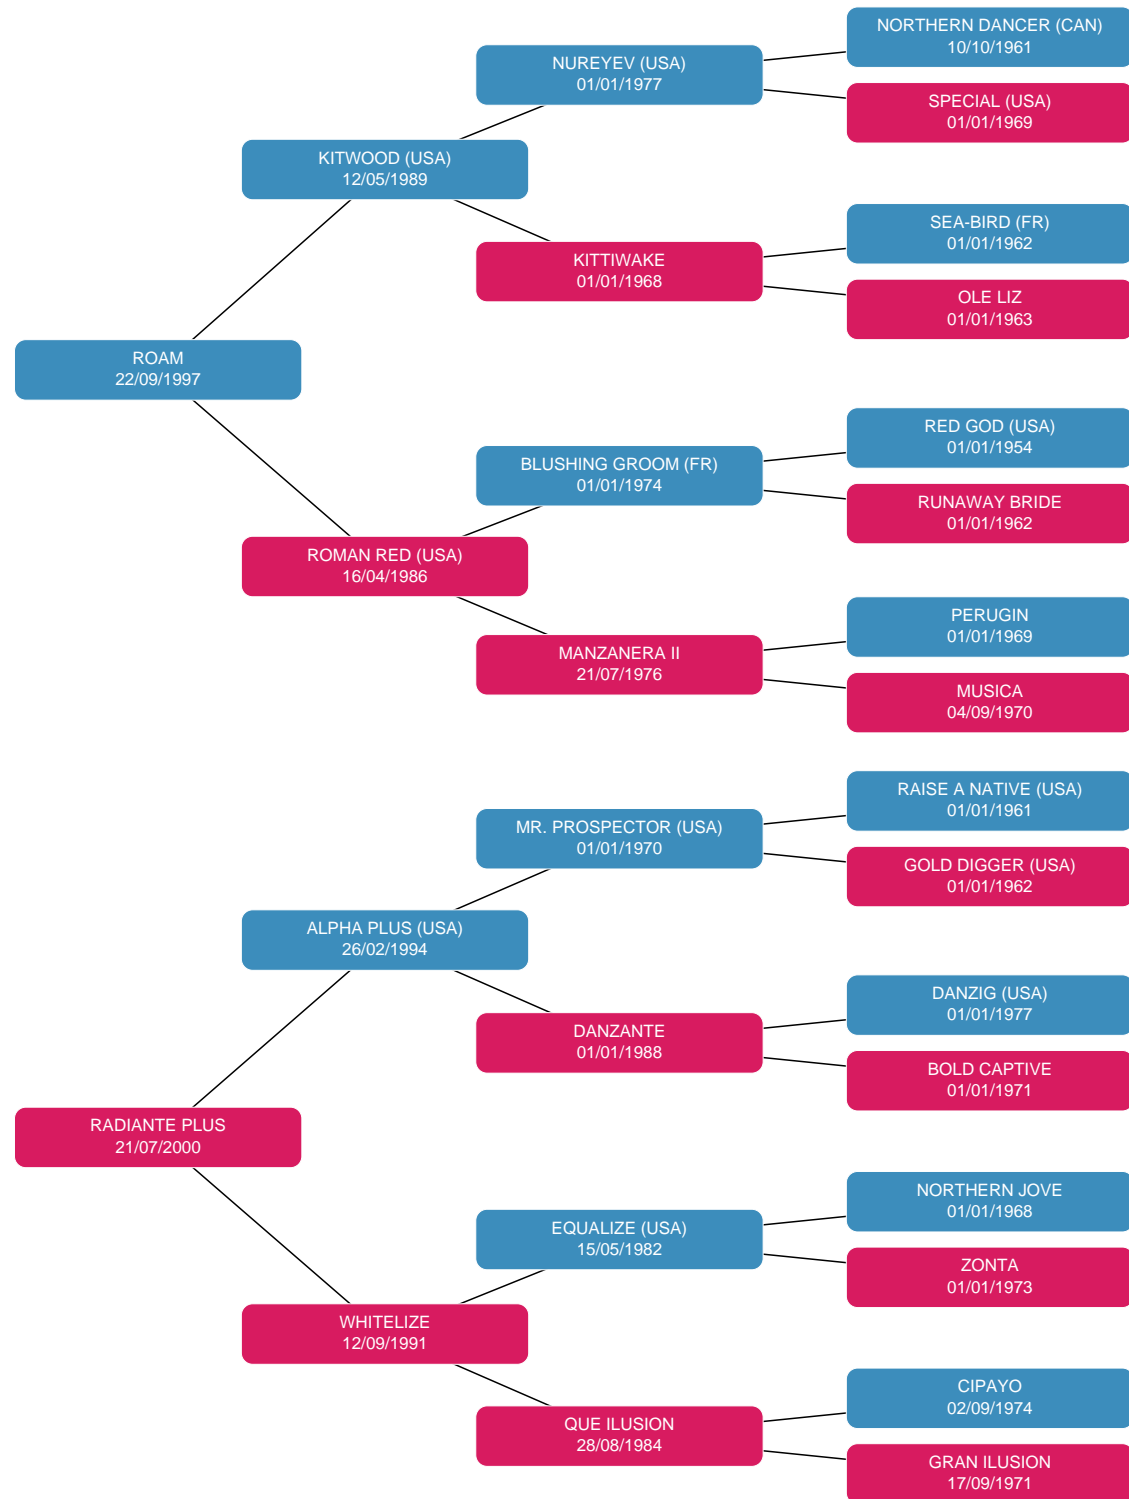 NORTHERN DANCER (CAN)
10/10/1961
NUREYEV (USA)
01/01/1977
SPECIAL (USA)
01/01/1969
KITWOOD (USA)
12/05/1989
SEA-BIRD (FR)
01/01/1962
KITTIWAKE
01/01/1968
OLE LIZ
01/01/1963
ROAM
22/09/1997
RED GOD (USA)
01/01/1954
BLUSHING GROOM (FR)
01/01/1974
RUNAWAY BRIDE
01/01/1962
ROMAN RED (USA)
16/04/1986
PERUGIN
01/01/1969
MANZANERA II
21/07/1976
MUSICA
04/09/1970
RAISE A NATIVE (USA)
01/01/1961
MR. PROSPECTOR (USA)
01/01/1970
GOLD DIGGER (USA)
01/01/1962
ALPHA PLUS (USA)
26/02/1994
DANZIG (USA)
01/01/1977
DANZANTE
01/01/1988
BOLD CAPTIVE
01/01/1971
RADIANTE PLUS
21/07/2000
NORTHERN JOVE
01/01/1968
EQUALIZE (USA)
15/05/1982
ZONTA
01/01/1973
WHITELIZE
12/09/1991
CIPAYO
02/09/1974
QUE ILUSION
28/08/1984
GRAN ILUSION
17/09/1971